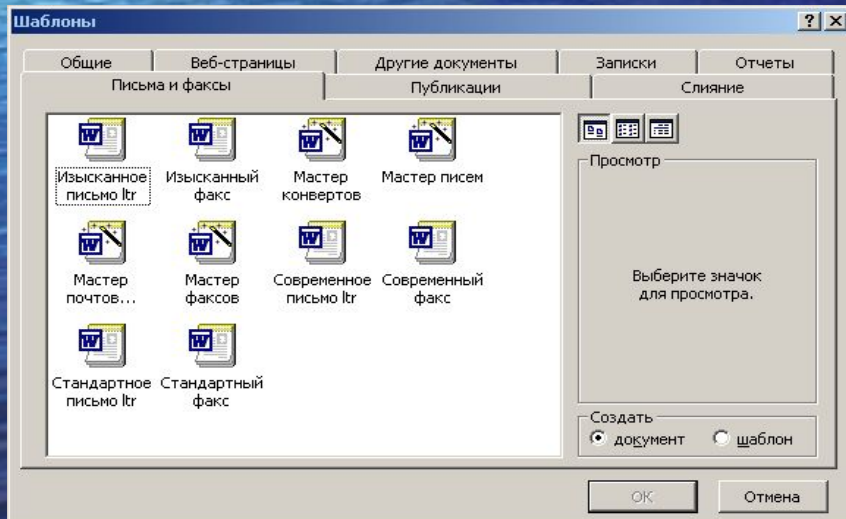 Шаблоны
Общие
Веб-страницы
Другие документы
Записки
Отчеты
Письма и факсы
Публикации
Слияние
Изысканное письмо ltr
Изысканный факс
Мастер конвертов
Мастер писем
Мастер почтов...
Мастер факсов
Современное письмо ltr
Современный факс
Стандартное письмо ltr
Стандартный факс
Просмотр
Выберите значок
для просмотра.
Создать
документ
шаблон
ОК
Отмена